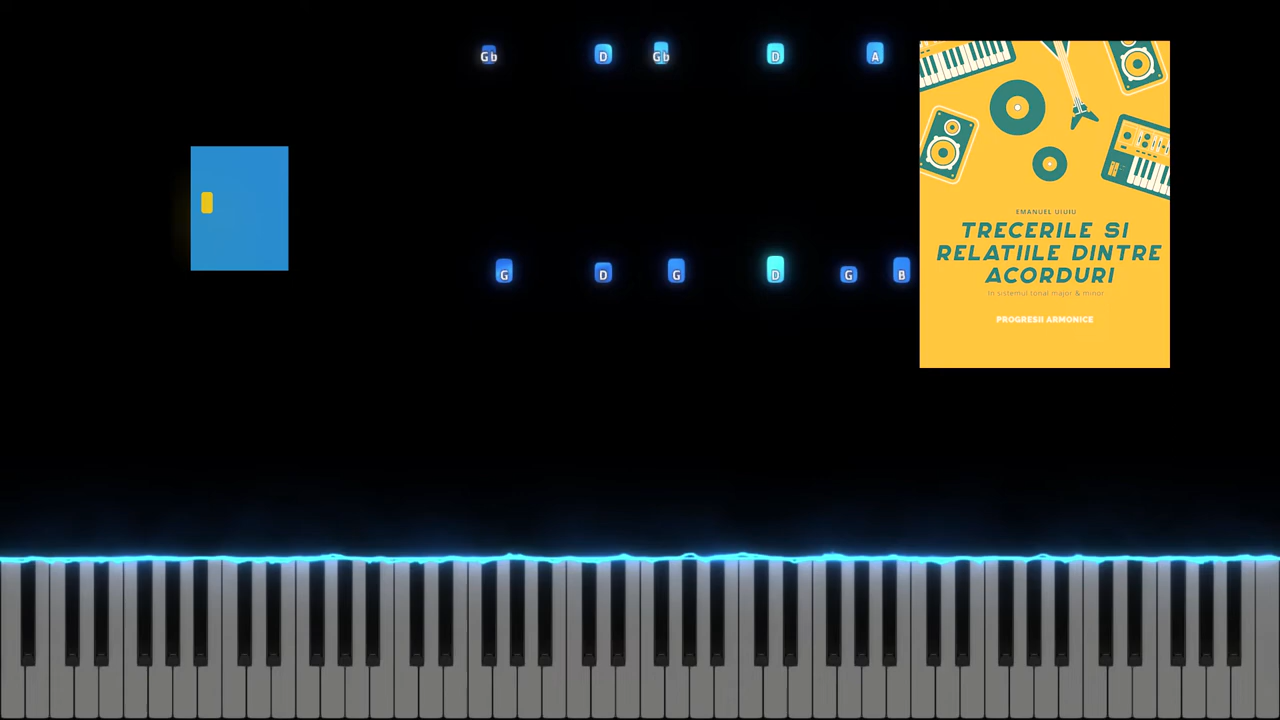 Gb D Gb D A
G D G D G B
EMANUEL UIUIU
TRECERILE SI
RELATIILE DINTRE
ACORDURI
In sistemul tonal major & minor
PROGRESII ARMONICE